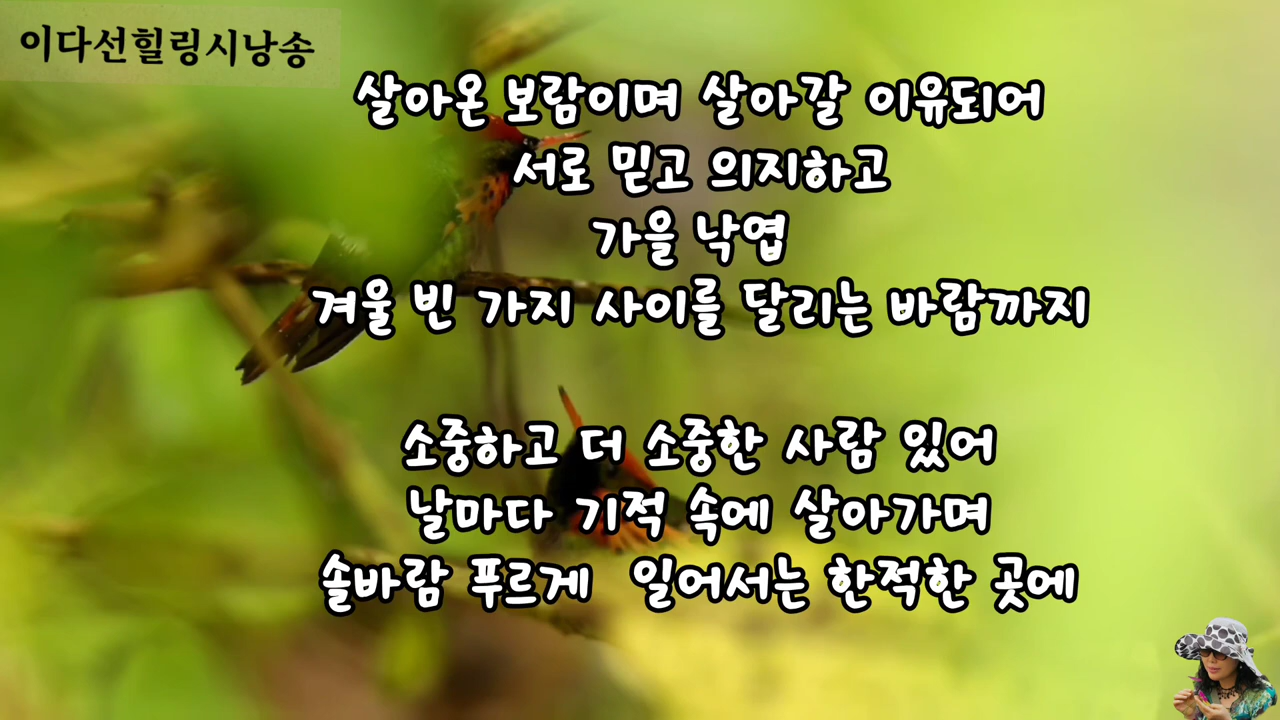 이다선힐링시낭송
살아온 보람이며 살아갈 이유되어
서로 믿고 의지하고
가을 낙엽
겨울 빈 가지 사이를 달리는 바람까지
소중하고 더 소중한 사람 있어
날마다 기적 속에 살아가며
솔바람 푸르게 일어서는 한적한 곳에